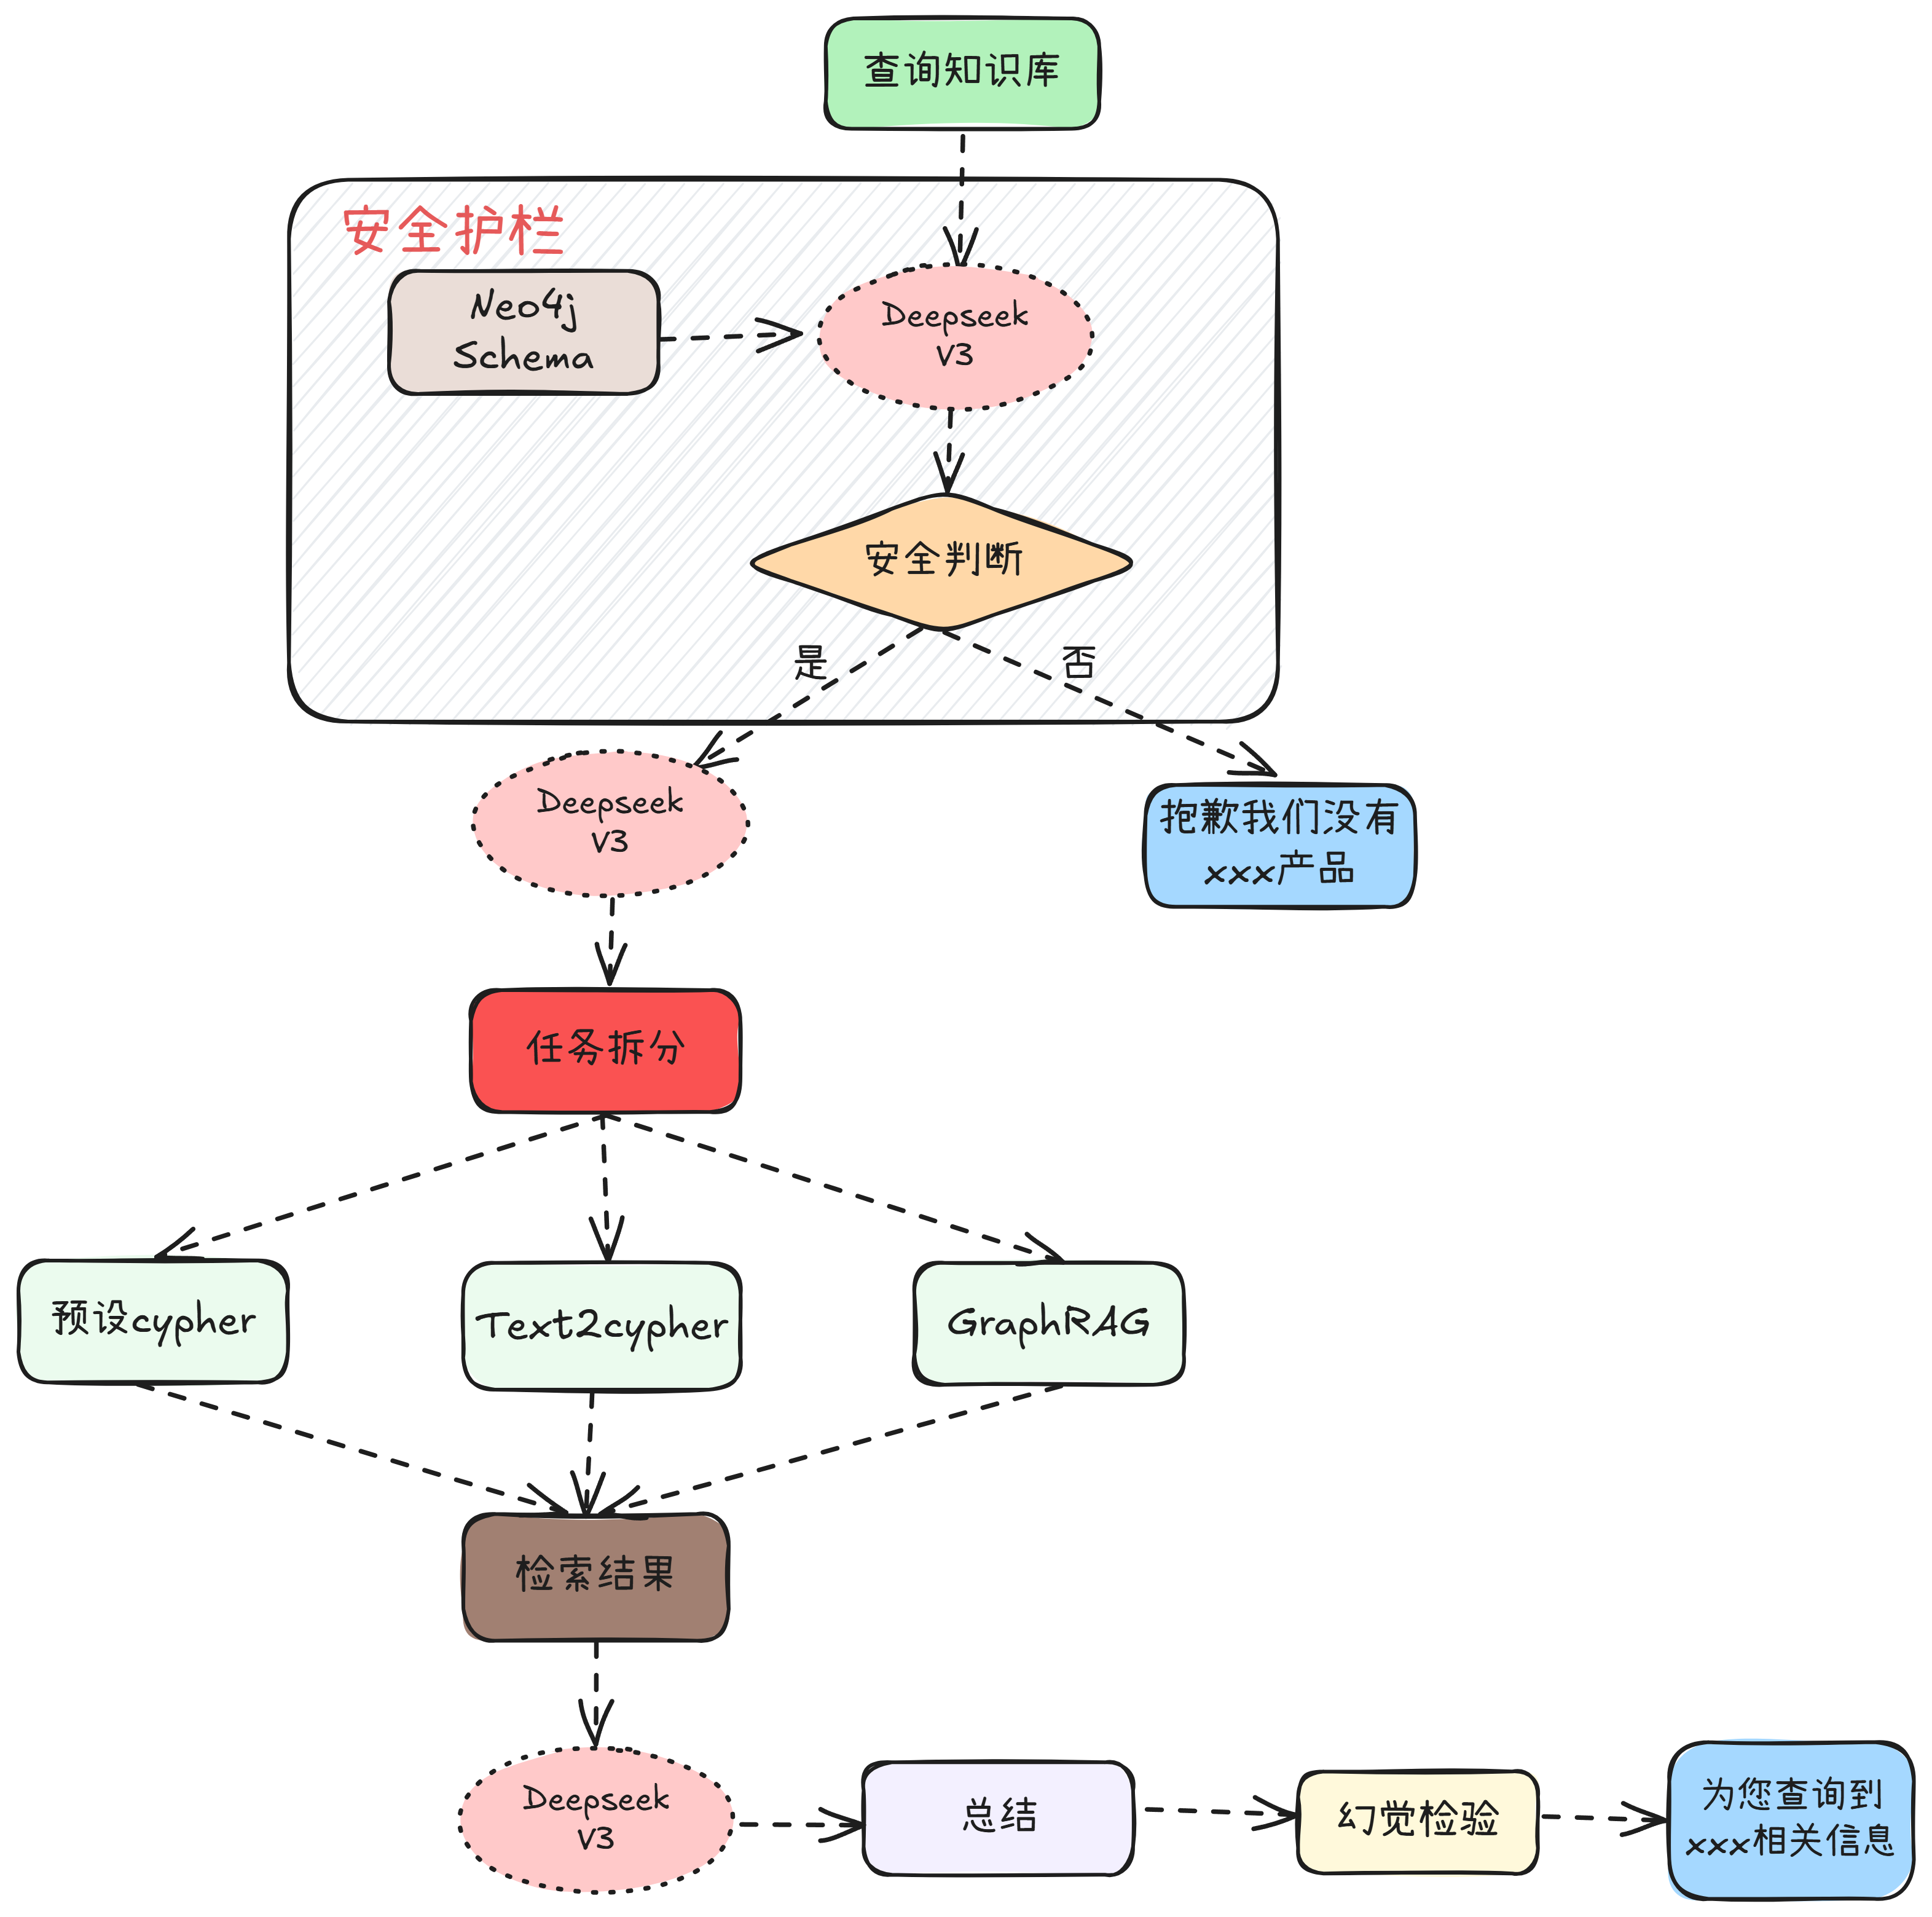 查询知识库
安全护栏
Neo4j
Schema
Deepseek
V3
安全判断
是
否
Deepseek
V3
抱歉我们没有
xxx产品
任务拆分
预设cypher
Text2cypher
GraphRAG
检索结果
Deepseek
V3
总结
幻觉检验
为您查询到
xxx相关信息